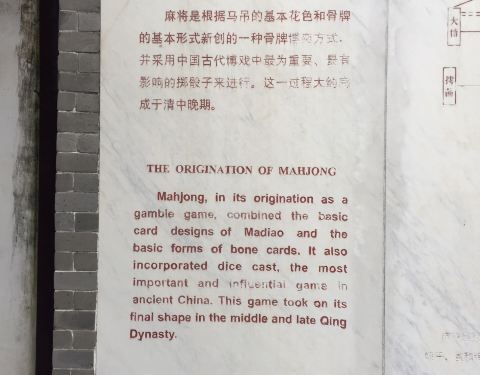 麻将是根据马吊的基本花色和骨牌
的基本形式新创的一种骨牌博弈方式,
并采用中国古代博戏中最为重要、最有
影响的掷骰子来进行。这一过程大约完
成于清中晚期。
THE ORIGINATION OF MAHJONG
Mahjong, in its origination as a
gamble game, combined the basic
card designs of Madiao and the
basic forms of bone cards. It also
incorporated dice cast, the most
important and influential game in
ancient China. This game took on its
final shape in the middle and late Qing
Dynasty.